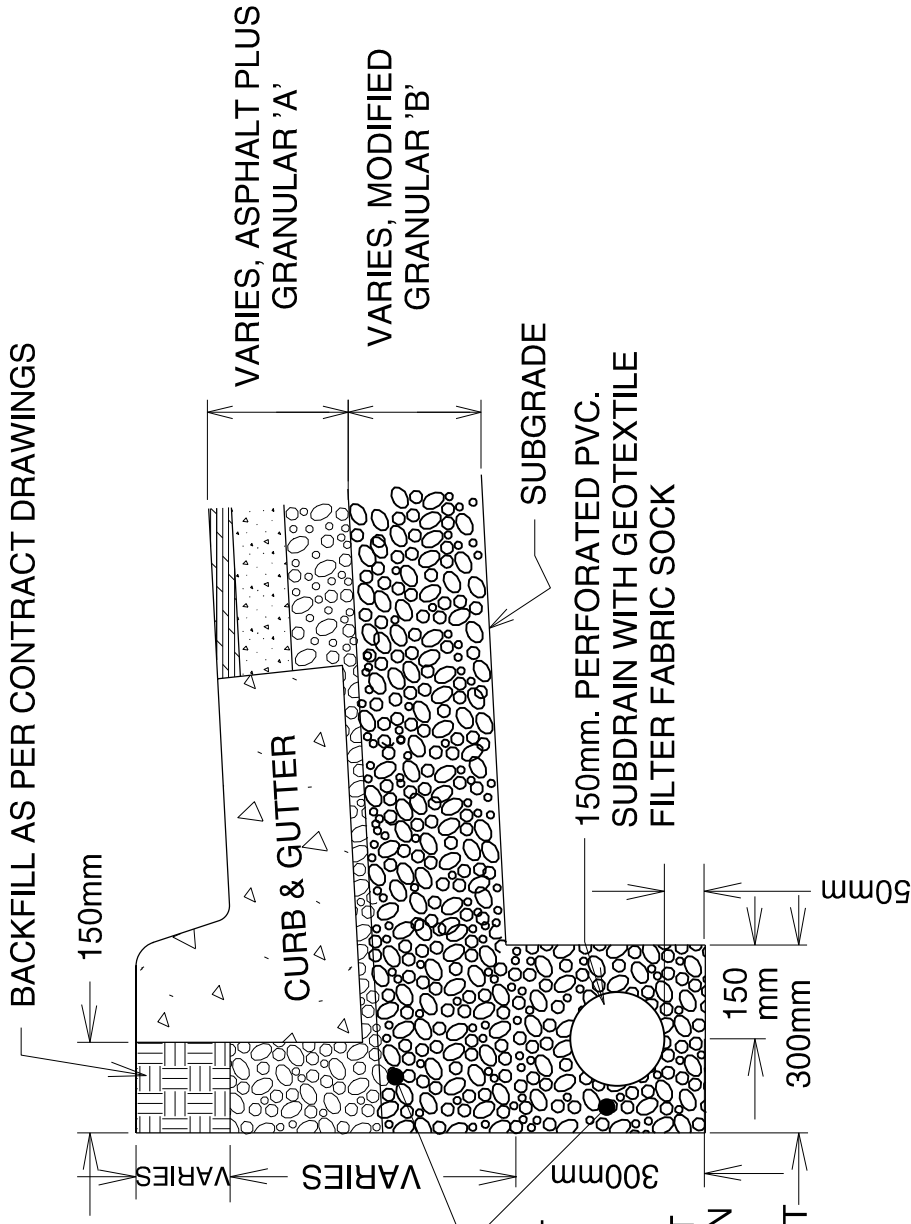 BACKFILL AS PER CONTRACT DRAWINGS
150mm
VARIES, ASPHALT PLUS
GRANULAR 'A'
VARIES, MODIFIED
GRANULAR 'B'
SUBGRADE
150mm. PERFORATED PVC.
SUBDRAIN WITH GEOTEXTILE
FILTER FABRIC SOCK
CURB & GUTTER
50mm
150
mm
300mm
VARIES
VARIES
300mm
T
N
T